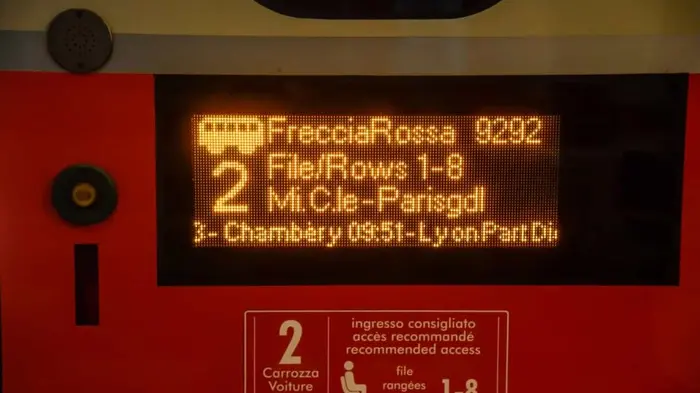 FrecciaRossa 9292
2
File/Rows 1-8
Mi.C.le-Parisgdl
3- Chambéry 09:51-Lyon Part Di
2
Carrozza
Voiture
ingresso consigliato
accès recommandé
recommended access
file
rangées
1-8